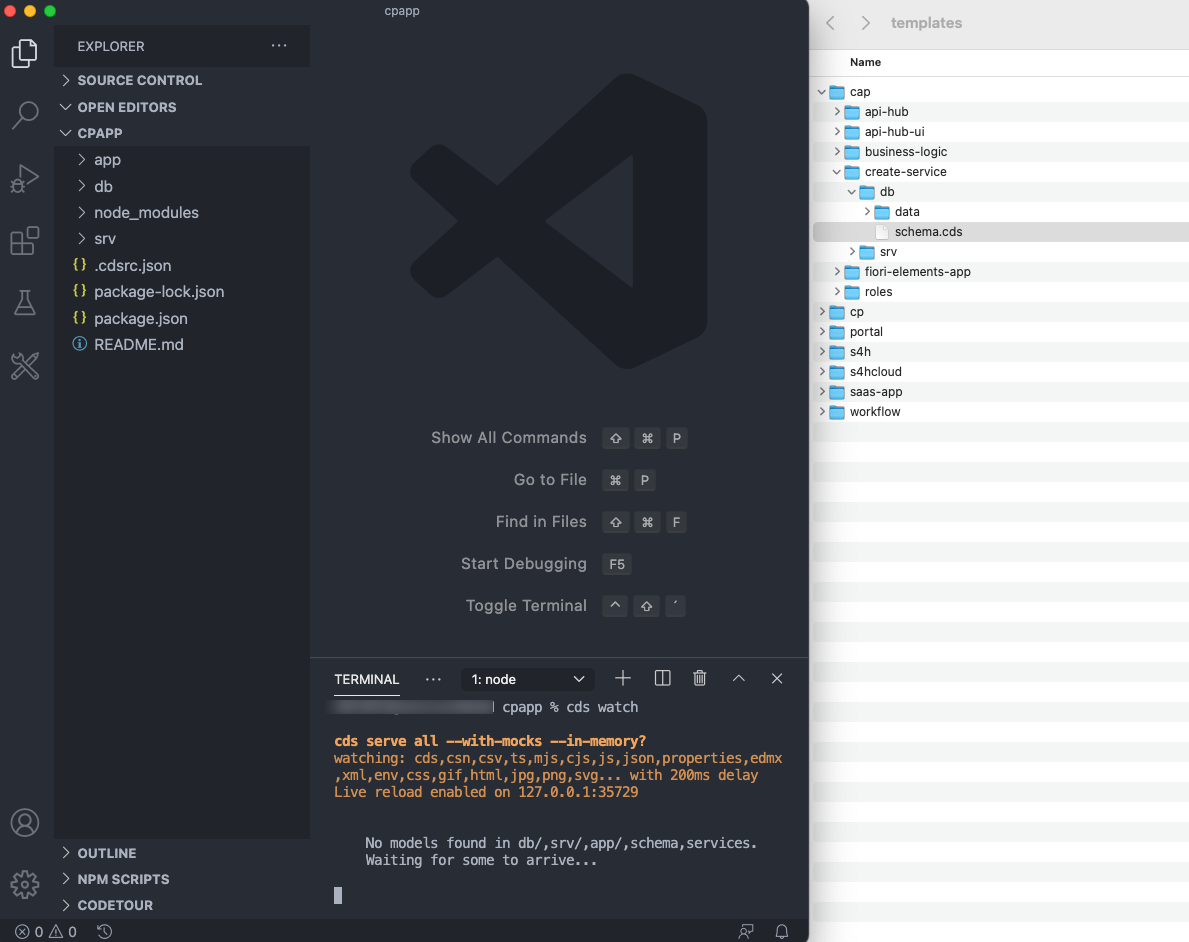 cpapp
EXPLORER
SOURCE CONTROL
OPEN EDITORS
CPAPP
app
db
node_modules
srv
{} .cdsrc.json
{} package-lock.json
{} package.json
README.md
OUTLINE
NPM SCRIPTS
CODETOUR
0 0
Show All Commands ⇧ ⌘ P
Go to File ⌘ P
Find in Files ⇧ ⌘ F
Start Debugging F5
Toggle Terminal ^ ⇧ ´
TERMINAL ··· 1: node
cpapp % cds watch
cds serve all --with-mocks --in-memory?
watching: cds,csn,csv,ts,mjs,cjs,js,json,properties,edmx
,xml,env,css,gif,html,jpg,png,svg... with 200ms delay
Live reload enabled on 127.0.0.1:35729
No models found in db/,srv/,app/,schema,services.
Waiting for some to arrive...
templates
Name
cap
api-hub
api-hub-ui
business-logic
create-service
db
data
schema.cds
srv
fiori-elements-app
roles
cp
portal
s4h
s4hcloud
saas-app
workflow